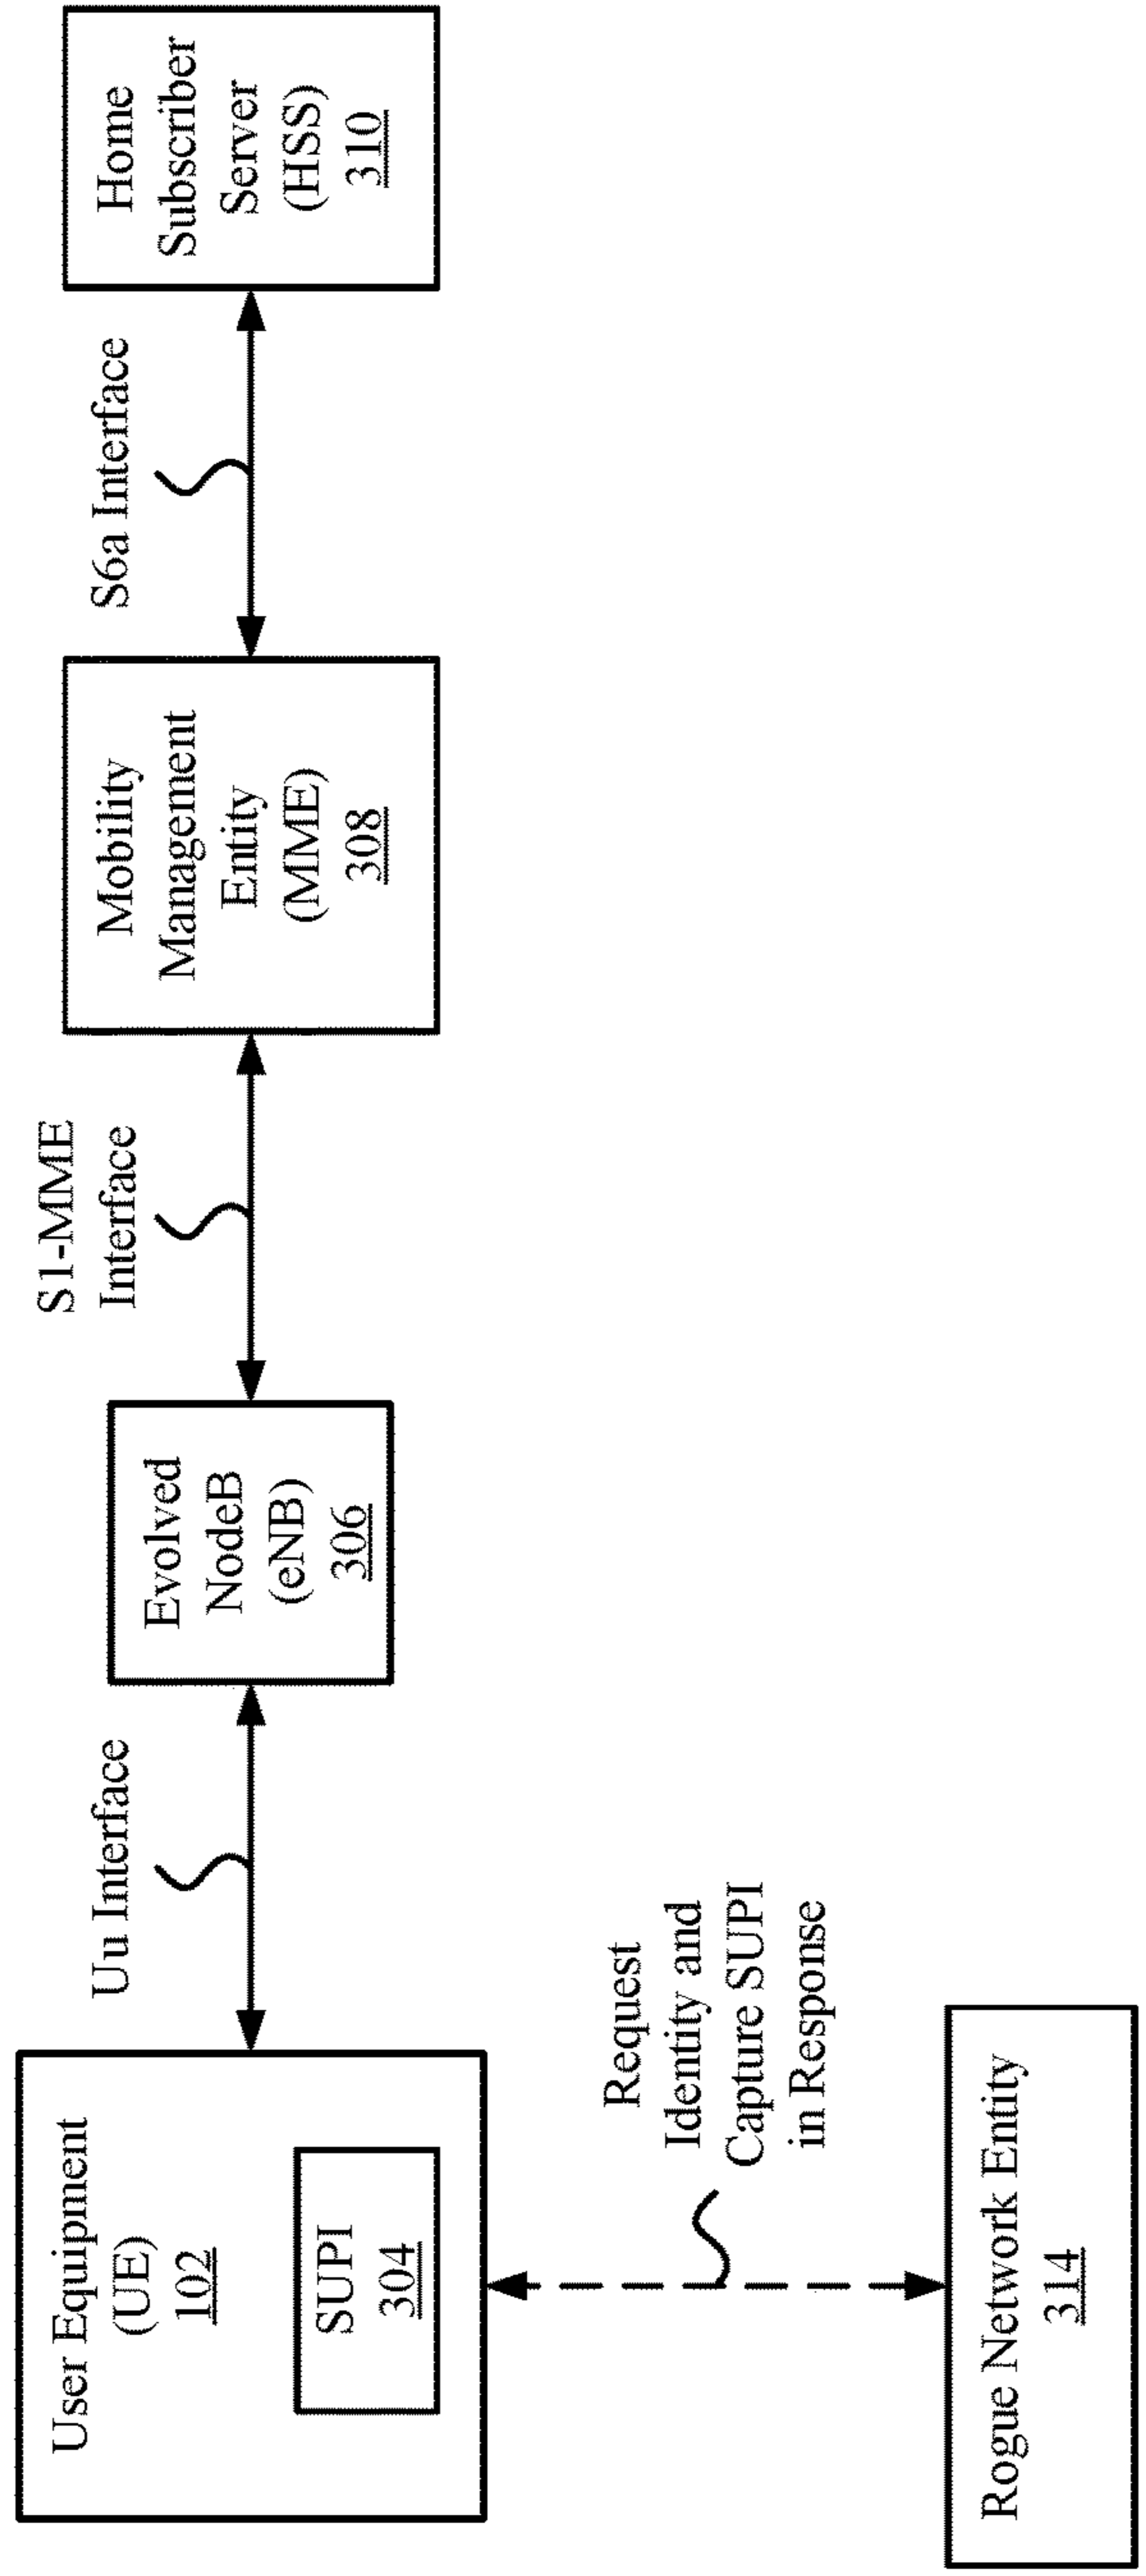 User Equipment
(UE)
102
SUPI
304
Uu Interface
Evolved
NodeB
(eNB)
306
S1-MME
Interface
Mobility
Management
Entity
(MME)
308
S6a Interface
Home
Subscriber
Server
(HSS)
310
Request
Identity and
Capture SUPI
in Response
Rogue Network Entity
314